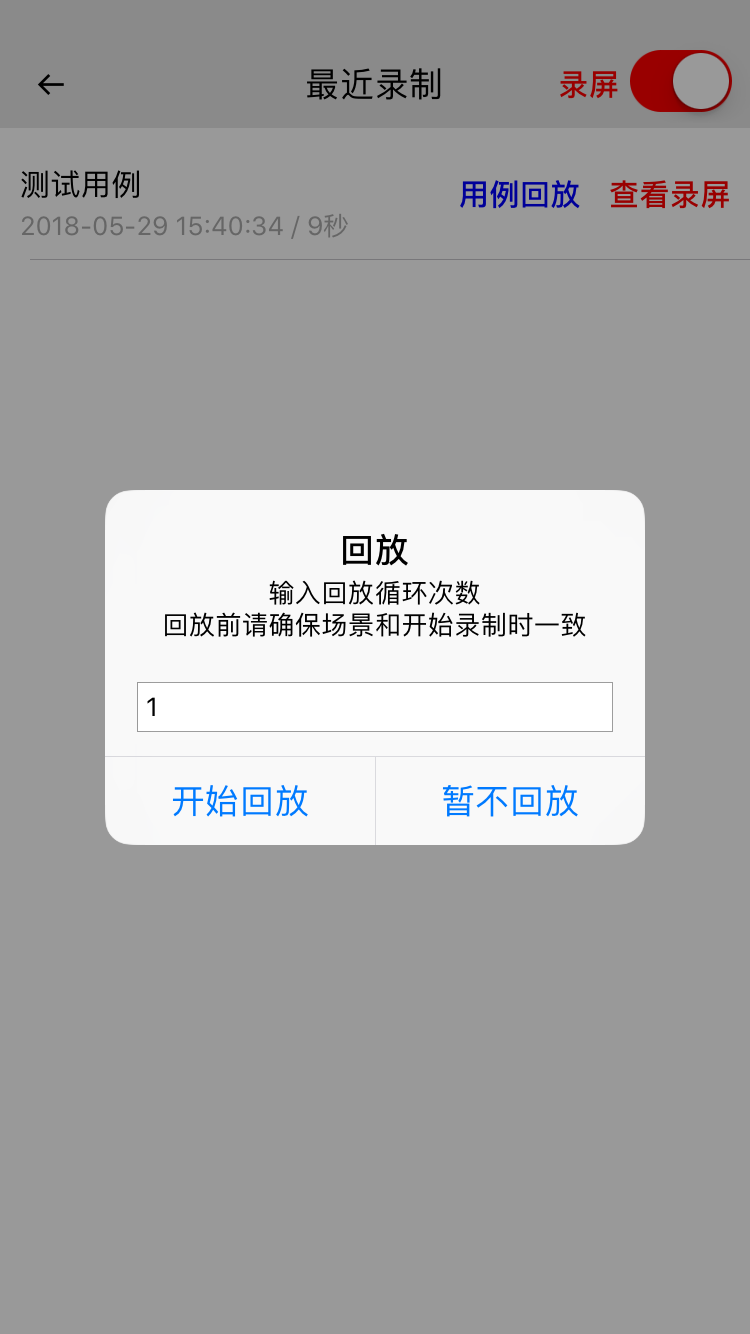 最近录制
录屏
测试用例
2018-05-29 15:40:34 / 9秒
用例回放
查看录屏
回放
输入回放循环次数
回放前请确保场景和开始录制时一致
1
开始回放
暂不回放